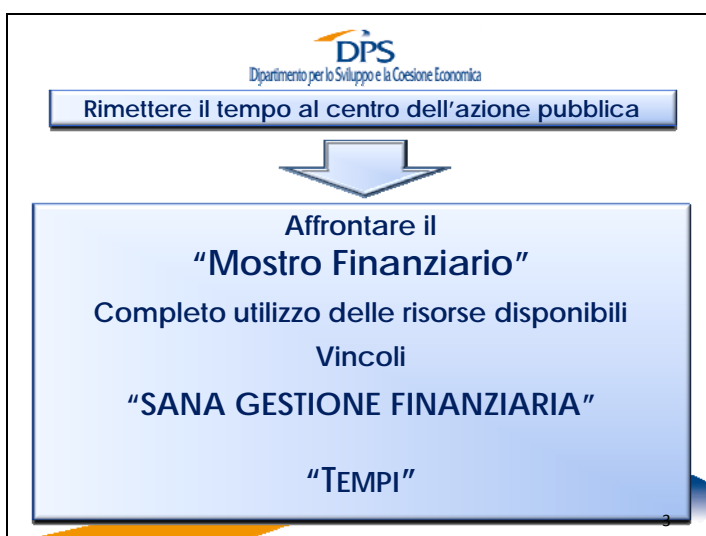 DPS
Dipartimento per lo Sviluppo e la Coesione Economica
Rimettere il tempo al centro dell'azione pubblica
Affrontare il
“Mostro Finanziario”
Completo utilizzo delle risorse disponibili
Vincoli
“SANA GESTIONE FINANZIARIA”
“TEMPI”
3